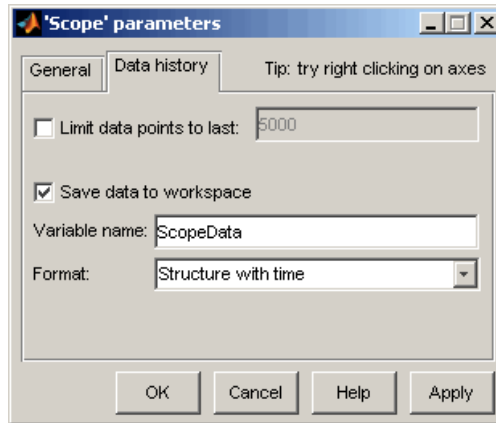 'Scope' parameters
General Data history Tip: try right clicking on axes
Limit data points to last: 5000
Save data to workspace
Variable name: ScopeData
Format: Structure with time
OK Cancel Help Apply